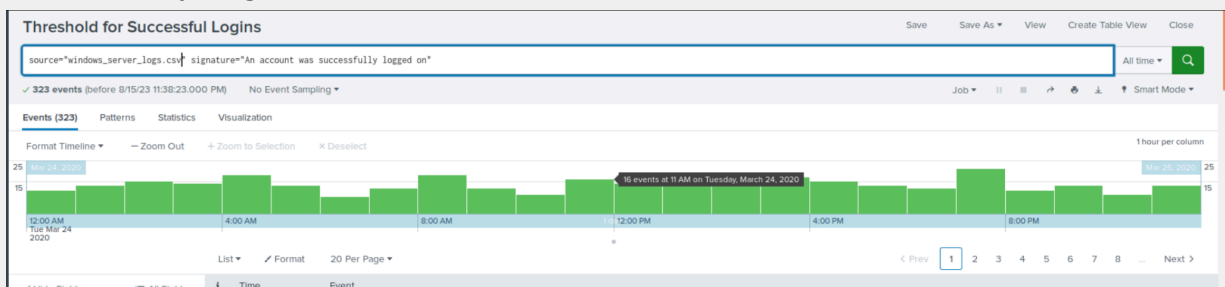 Threshold for Successful Logins
Save Save As ▾ View Create Table View Close
source="windows_server_logs.csv" signature="An account was successfully logged on"
All time ▾
✓ 323 events (before 8/15/23 11:38:23.000 PM) No Event Sampling ▾
Job ▾ Smart Mode ▾
Events (323) Patterns Statistics Visualization
Format Timeline ▾ — Zoom Out + Zoom to Selection × Deselect
1 hour per column
25 Mar 24, 2020 Mar 25, 2020 25
16 events at 11 AM on Tuesday, March 24, 2020
15 15
12:00 AM 4:00 AM 8:00 AM 12:00 PM 4:00 PM 8:00 PM
Tue Mar 24
2020
List ▾ Format 20 Per Page ▾
< Prev 1 2 3 4 5 6 7 8 ... Next >
i Time Event